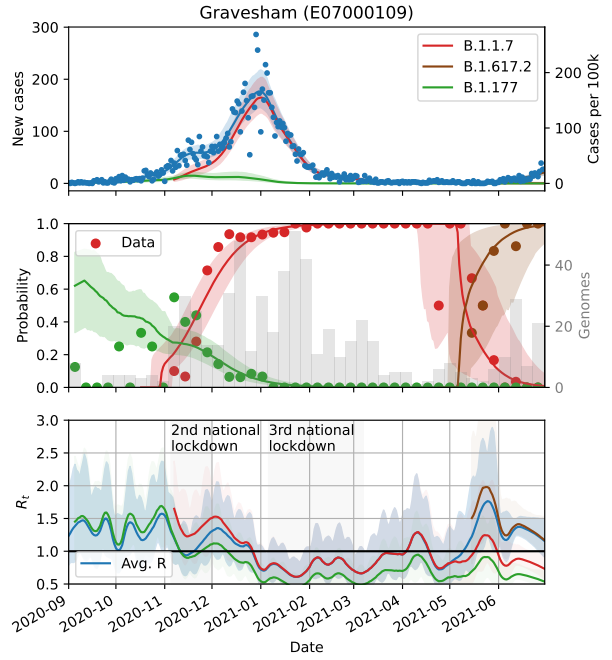 Gravesham (E07000109)
300
200
100
0
New cases
200
100
0
Cases per 100k
B.1.1.7
B.1.617.2
B.1.177
1.0
0.8
0.6
0.4
0.2
0.0
Probability
Data
40
20
0
Genomes
3.0
2.5
2.0
1.5
1.0
0.5
Rt
2nd national
lockdown
3rd national
lockdown
Avg. R
2020-09
2020-10
2020-11
2020-12
2021-01
2021-02
2021-03
2021-04
2021-05
2021-06
Date